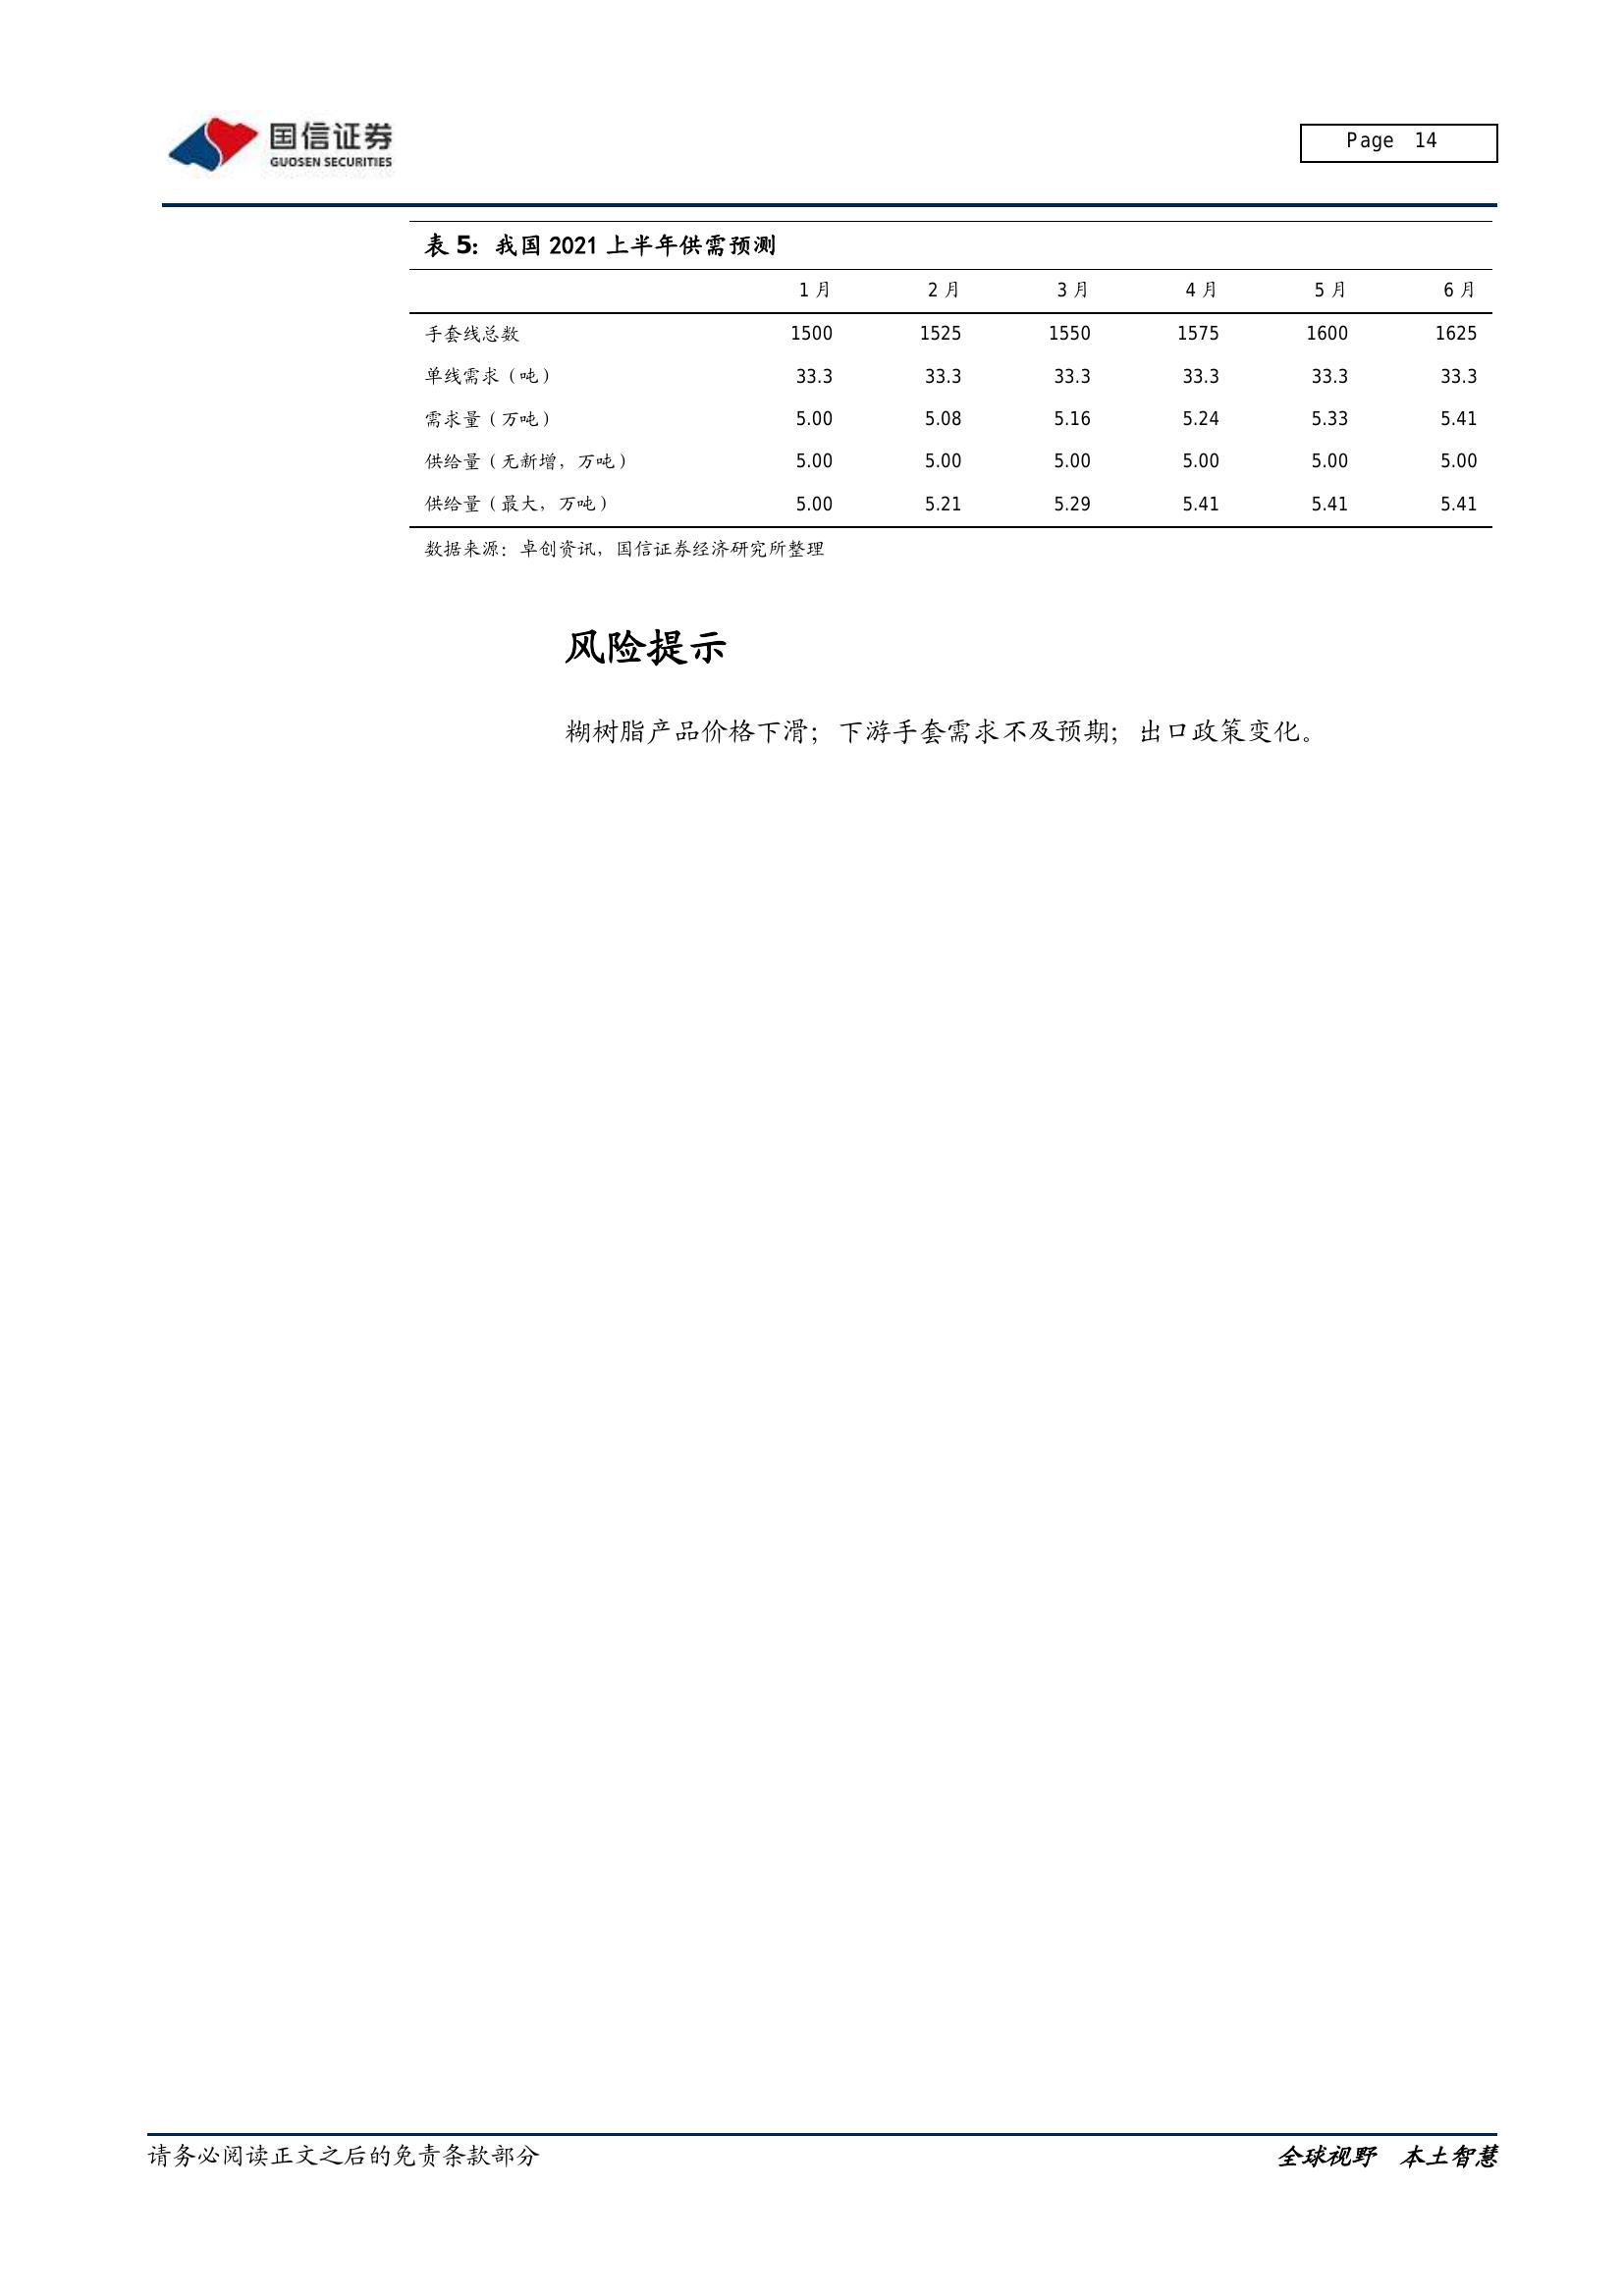 国信证券
GUOSEN SECURITIES
Page 14
表 5：我国 2021 上半年供需预测
1 月 2 月 3 月 4 月 5 月 6 月
手套线总数 1500 1525 1550 1575 1600 1625
单线需求（吨） 33.3 33.3 33.3 33.3 33.3 33.3
需求量（万吨） 5.00 5.08 5.16 5.24 5.33 5.41
供给量（无新增，万吨） 5.00 5.00 5.00 5.00 5.00 5.00
供给量（最大，万吨） 5.00 5.21 5.29 5.41 5.41 5.41
数据来源：卓创资讯，国信证券经济研究所整理
风险提示
糊树脂产品价格下滑；下游手套需求不及预期；出口政策变化。
请务必阅读正文之后的免责条款部分
全球视野 本土智慧